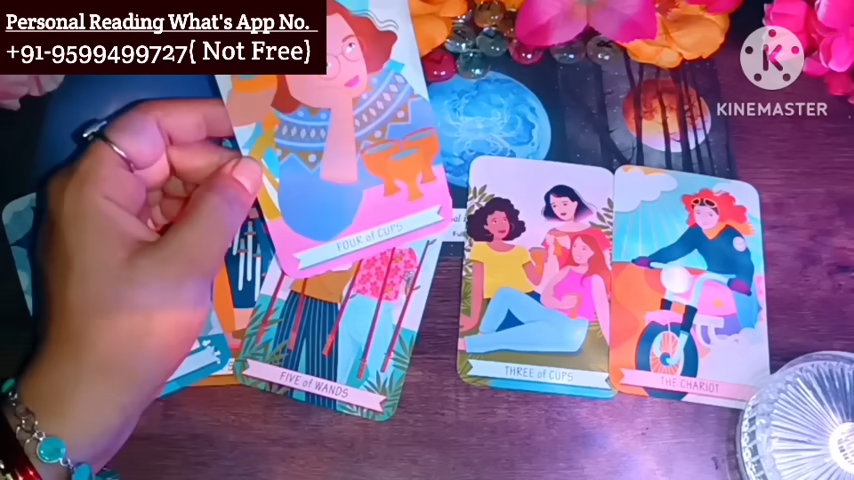 Personal Reading What's App No.
+91-9599499727{ Not Free}
KINEMASTER
FOUR of CUPS
FIVE of WANDS
THREE of CUPS
THE CHARIOT